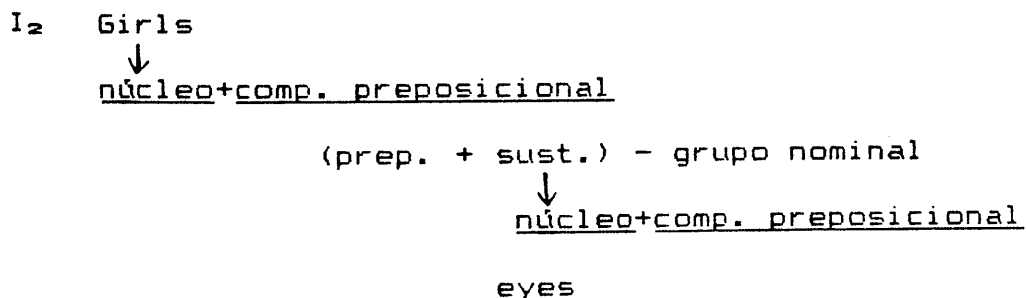 I₂ Girls
↓
núcleo+comp. preposicional
(prep. + sust.) - grupo nominal
↓
núcleo+comp. preposicional
eyes